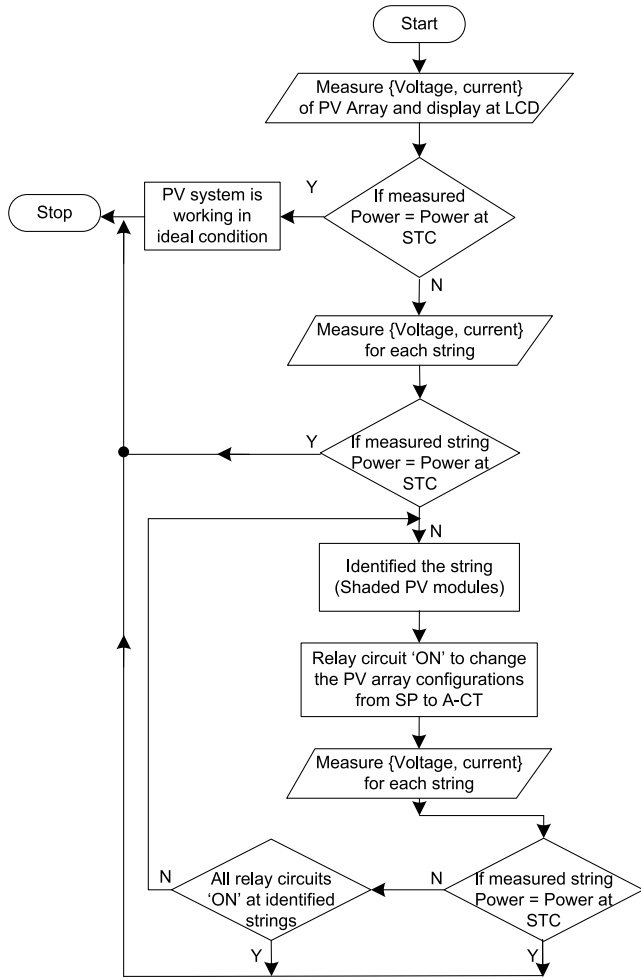 Start
Measure {Voltage, current}
of PV Array and display at LCD
If measured
Power = Power at
STC
Y
PV system is
working in
ideal condition
Stop
N
Measure {Voltage, current}
for each string
If measured string
Power = Power at
STC
Y
N
Identified the string
(Shaded PV modules)
Relay circuit ‘ON’ to change
the PV array configurations
from SP to A-CT
Measure {Voltage, current}
for each string
If measured string
Power = Power at
STC
N
All relay circuits
‘ON’ at identified
strings
N
Y
Y